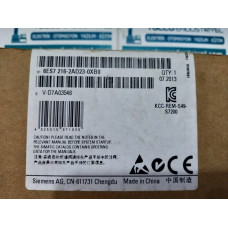 6ES7 216-2AD23-0XB0
QTY: 1
07.2013
V-D7A03546
KCC-REM-S49-
S7200
PLEASE READ THE NOTES IN THE
RELEVANT MANUAL BEFORE SYSTEM STARTUP.
THE SIMATIC CATALOG CONTAINS ORDERING
DATA FOR THE MANUALS.
Siemens AG, CN-611731 Chengdu
Made in China 中国制造